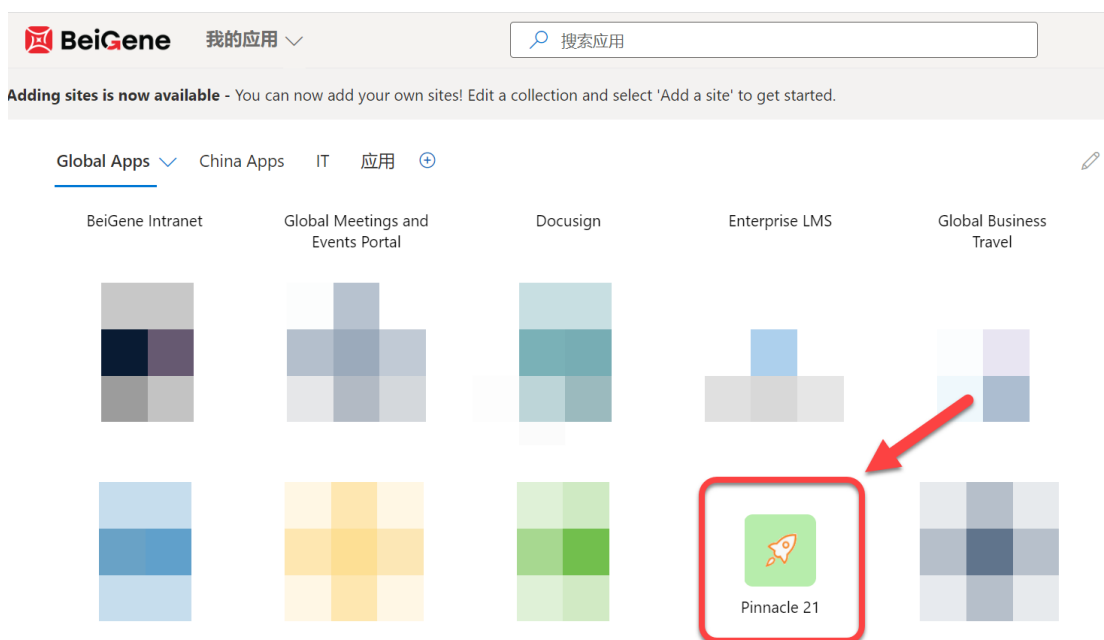 BeiGene 我的应用 搜索应用
Adding sites is now available - You can now add your own sites! Edit a collection and select 'Add a site' to get started.
Global Apps China Apps IT 应用
BeiGene Intranet
Global Meetings and
Events Portal
Docusign
Enterprise LMS
Global Business
Travel
Pinnacle 21